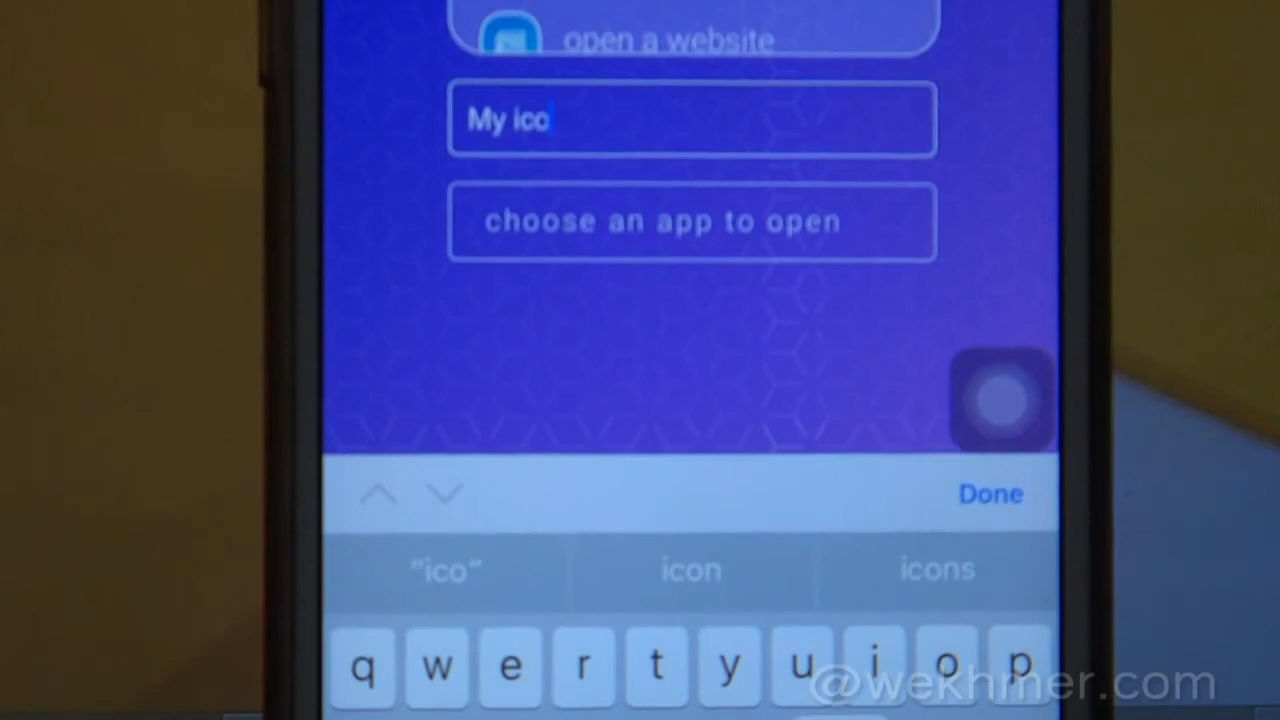 open a website
My ico
choose an app to open
Done
"ico" icon icons
q w e r t y u i o p
@wekhmer.com